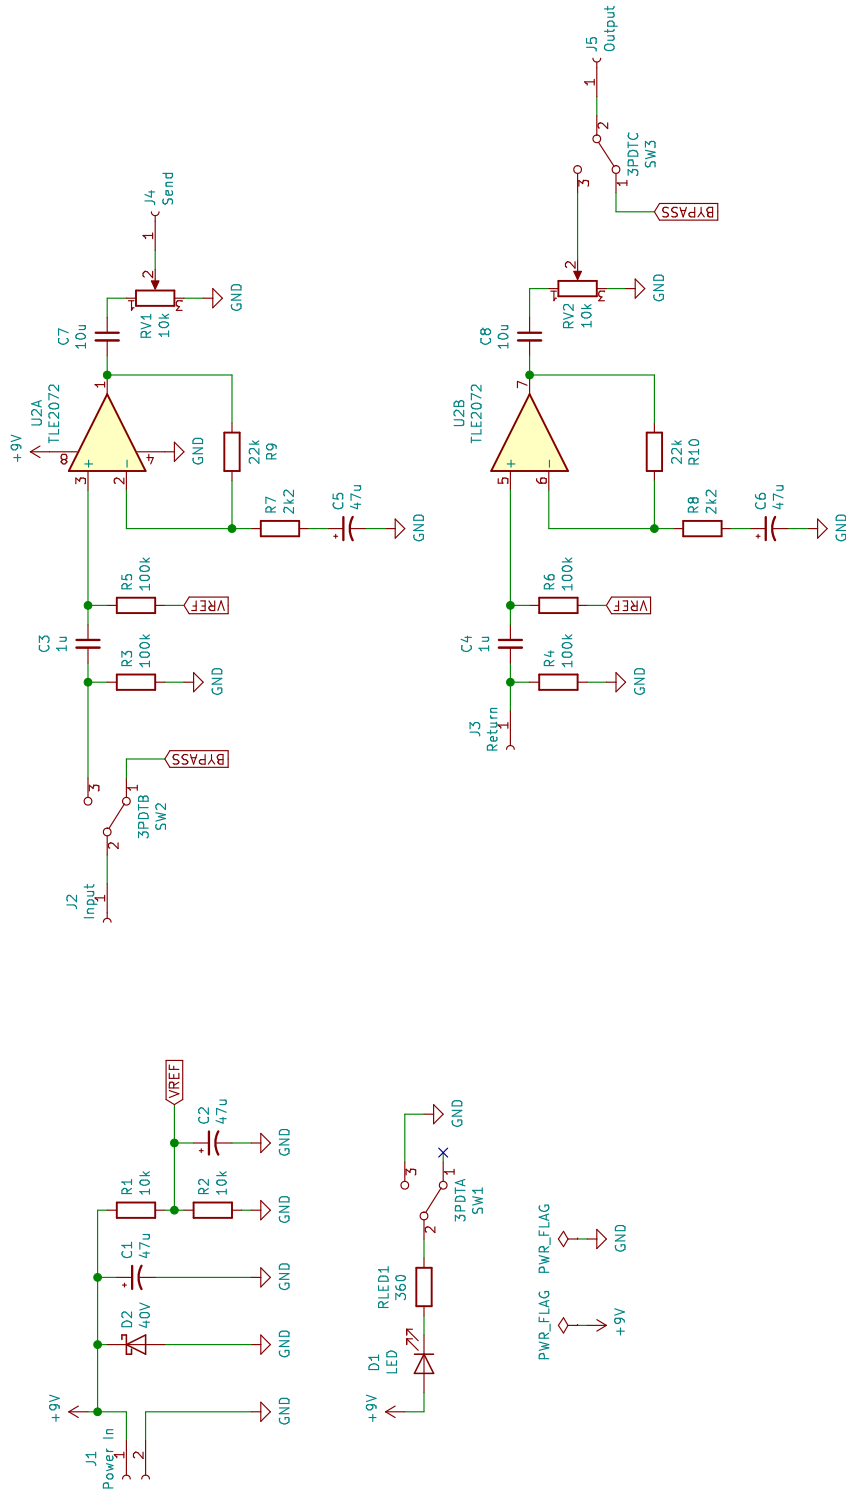 J1
Power In
1
2
+9V
GND
D2
40V
GND
C1
47u
GND
R1
10k
R2
10k
GND
C2
47u
GND
VREF
+9V
D1
LED
RLED1
360
2
3
1
3PDTA
SW1
GND
PWR_FLAG
+9V
PWR_FLAG
GND
J2
Input
1
2
3
1
3PDTB
SW2
BYPASS
R3
100k
GND
C3
1u
R5
100k
VREF
3
2
+
-
8
4
1
+9V
GND
U2A
TLE2072
R7
2k2
C5
47u
GND
22k
R9
C7
10u
1
2
3
RV1
10k
GND
1
J4
Send
J3
Return
1
R4
100k
GND
C4
1u
R6
100k
VREF
5
6
+
-
7
U2B
TLE2072
R8
2k2
C6
47u
GND
22k
R10
C8
10u
1
2
3
RV2
10k
GND
3
1
2
3PDTC
SW3
BYPASS
1
J5
Output